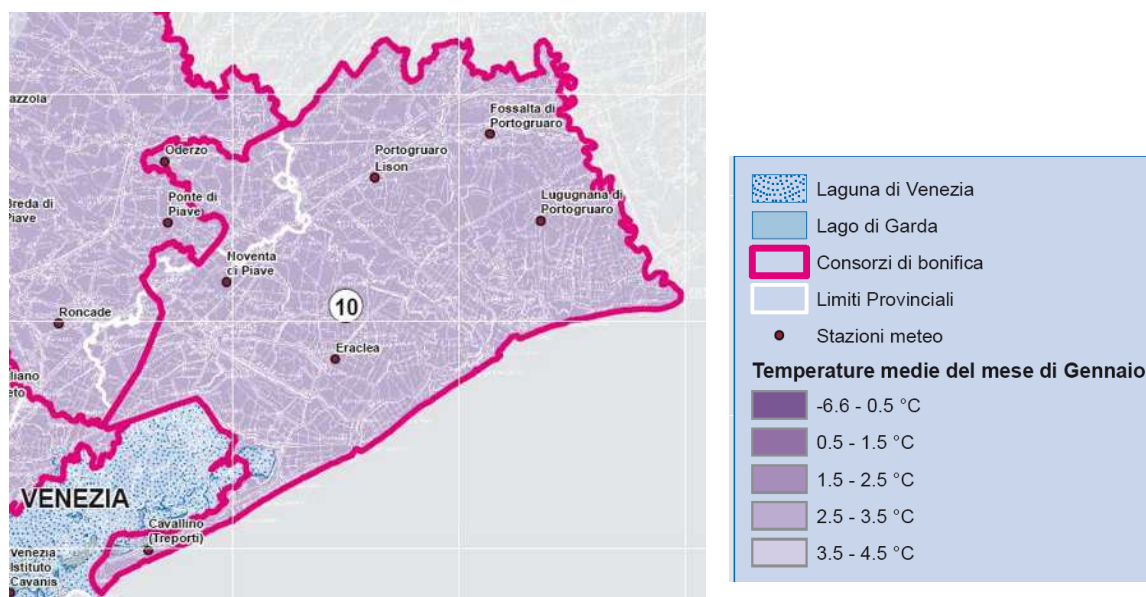 azzola
Fossalta di
Portogruaro
Oderzo
Portogruaro
Lison
Ponte di
Piave
Breda di
Piave
Lugugnana di
Portogruaro
Noventa
di Piave
10
Roncade
Eraclea
liano
eto
VENEZIA
Cavallino
(Treporti)
Venezia
Istituto
Cavanis
Laguna di Venezia
Lago di Garda
Consorzi di bonifica
Limiti Provinciali
Stazioni meteo
Temperature medie del mese di Gennaio
-6.6 - 0.5 °C
0.5 - 1.5 °C
1.5 - 2.5 °C
2.5 - 3.5 °C
3.5 - 4.5 °C